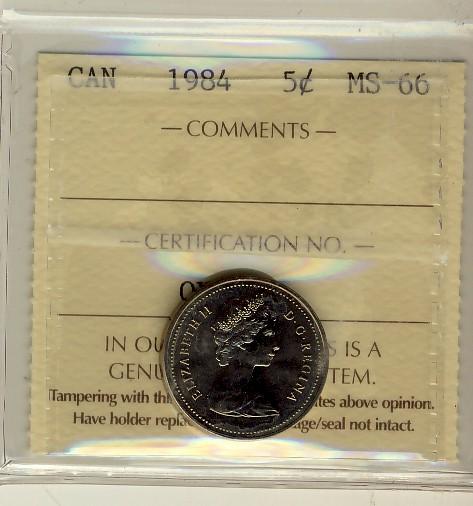 CAN 1984 5¢ MS-66
— COMMENTS —
— CERTIFICATION NO. —
IN OU S IS A
GENU TEM.
Tampering with th tes above opinion.
Have holder repla age/seal not intact.
ELIZABETH II D·G·REGINA